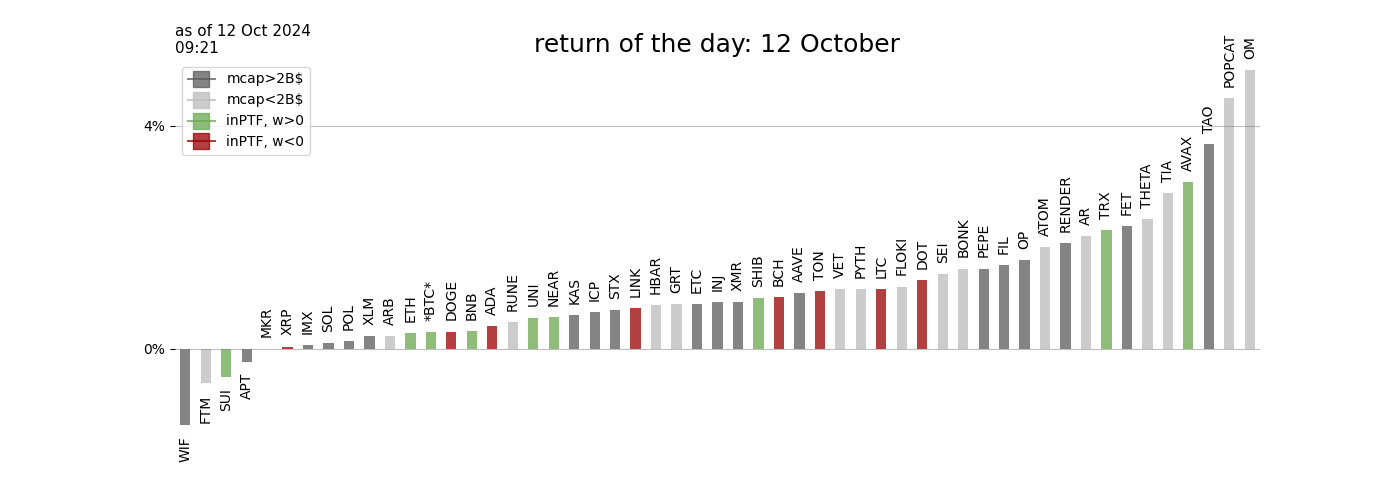 as of 12 Oct 2024
09:21
return of the day: 12 October
mcap>2B$
mcap<2B$
inPTF, w>0
inPTF, w<0
4%
0%
WIF
FTM
SUI
APT
MKR
XRP
IMX
SOL
POL
XLM
ARB
ETH
*BTC*
DOGE
BNB
ADA
RUNE
UNI
NEAR
KAS
ICP
STX
LINK
HBAR
GRT
ETC
INJ
XMR
SHIB
BCH
AAVE
TON
VET
PYTH
LTC
FLOKI
DOT
SEI
BONK
PEPE
FIL
OP
ATOM
RENDER
AR
TRX
FET
THETA
TIA
AVAX
TAO
POPCAT
OM